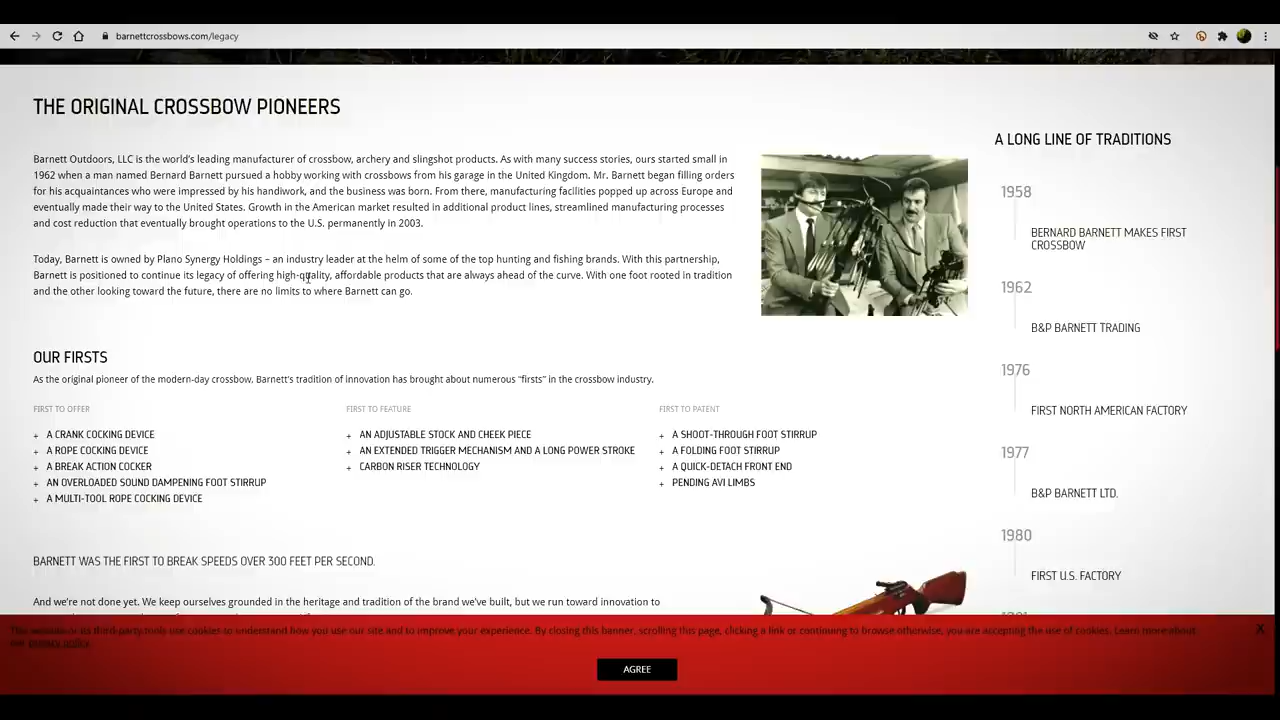 barnettcrossbows.com/legacy
THE ORIGINAL CROSSBOW PIONEERS
Barnett Outdoors, LLC is the world's leading manufacturer of crossbow, archery and slingshot products. As with many success stories, ours started small in
1962 when a man named Bernard Barnett pursued a hobby working with crossbows from his garage in the United Kingdom. Mr. Barnett began filling orders
for his acquaintances who were impressed by his handwork, and the business was born. From there, manufacturing facilities popped up across Europe and
eventually made their way to the United States. Growth in the American market resulted in additional product lines, streamlined manufacturing processes
and cost reduction that eventually brought operations to the U.S. permanently in 2003.
Today, Barnett is owned by Plano Synergy Holdings – an industry leader at the helm of some of the top hunting and fishing brands. With this partnership,
Barnett is positioned to continue its legacy of offering high-quality, affordable products that are always ahead of the curve. With one foot rooted in tradition
and the other looking toward the future, there are no limits to where Barnett can go.
OUR FIRSTS
As the original pioneer of the modern-day crossbow, Barnett's tradition of innovation has brought about numerous "firsts" in the crossbow industry.
FIRST TO OFFER
+ A CRANK COCKING DEVICE
+ A ROPE COCKING DEVICE
+ A BREAK ACTION COCKER
+ AN OVERLOADED SOUND DAMPENING FOOT STIRRUP
+ A MULTI-TOOL ROPE COCKING DEVICE
FIRST TO FEATURE
+ AN ADJUSTABLE STOCK AND CHEEK PIECE
+ AN EXTENDED TRIGGER MECHANISM AND A LONG POWER STROKE
+ CARBON RISER TECHNOLOGY
FIRST TO PATENT
+ A SHOOT-THROUGH FOOT STIRRUP
+ A FOLDING FOOT STIRRUP
+ A QUICK-DETACH FRONT END
+ PENDING AVI LIMBS
BARNETT WAS THE FIRST TO BREAK SPEEDS OVER 300 FEET PER SECOND.
And we're not done yet. We keep ourselves grounded in the heritage and tradition of the brand we've built, but we run toward innovation to
A LONG LINE OF TRADITIONS
1958
BERNARD BARNETT MAKES FIRST
CROSSBOW
1962
B&P BARNETT TRADING
1976
FIRST NORTH AMERICAN FACTORY
1977
B&P BARNETT LTD.
1980
FIRST U.S. FACTORY
This website or its third-party tools use cookies to understand how you use our site and to improve your experience. By closing this banner, scrolling this page, clicking a link or continuing to browse otherwise, you are accepting the use of cookies. Learn more about
our privacy policy.
X
AGREE